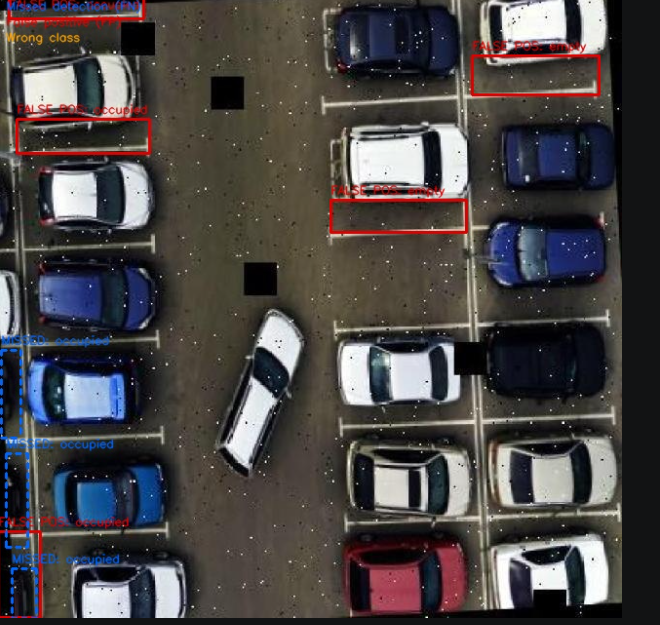 Missed detection (FN)
Wrong class
FALSE POS: empty
FALSE POS: occupied
FALSE POS: empty
MISSED: occupied
MISSED: occupied
FALSE POS: occupied
MISSED: occupied